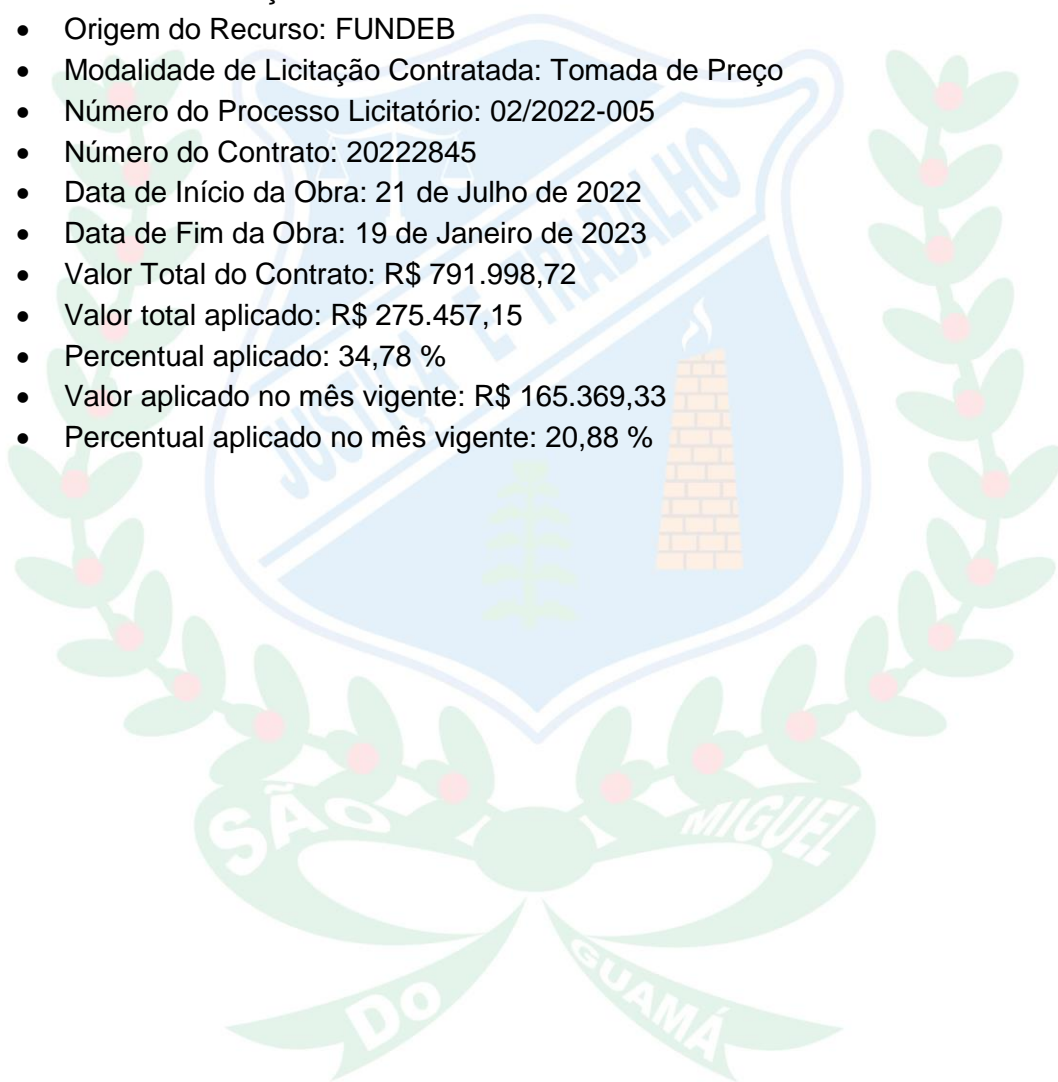 • Origem do Recurso: FUNDEB
• Modalidade de Licitação Contratada: Tomada de Preço
• Número do Processo Licitatório: 02/2022-005
• Número do Contrato: 20222845
• Data de Início da Obra: 21 de Julho de 2022
• Data de Fim da Obra: 19 de Janeiro de 2023
• Valor Total do Contrato: R$ 791.998,72
• Valor total aplicado: R$ 275.457,15
• Percentual aplicado: 34,78 %
• Valor aplicado no mês vigente: R$ 165.369,33
• Percentual aplicado no mês vigente: 20,88 %
JUSTIÇA E TRABALHO
SÃO MIGUEL
DO GUAMÁ